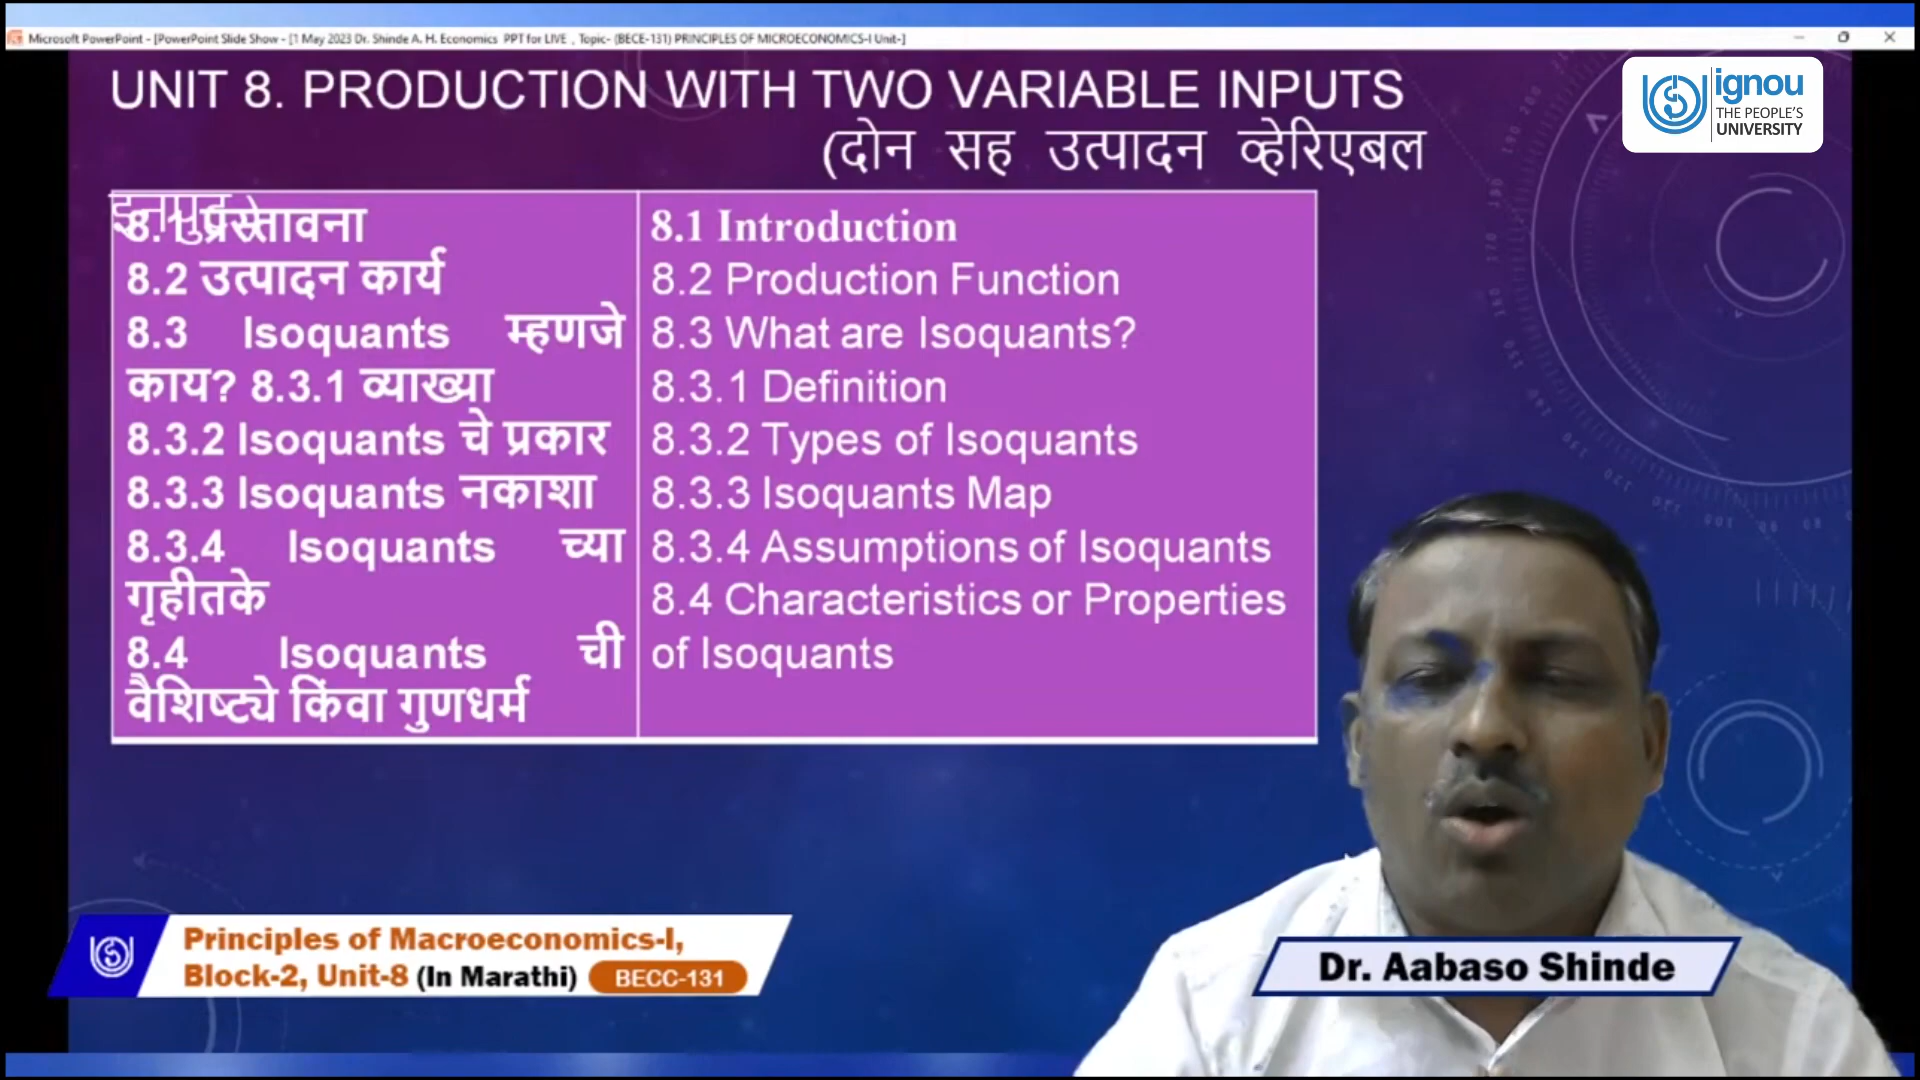 Microsoft PowerPoint - [PowerPoint Slide Show - [1 May 2023 Dr. Shinde A. H. Economics PPT for LIVE , Topic- (BECE-131) PRINCIPLES OF MICROECONOMICS-I Unit-]
UNIT 8. PRODUCTION WITH TWO VARIABLE INPUTS
(दोन सह उत्पादन व्हेरिएबल
इनपुट )
ignou
THE PEOPLE'S
UNIVERSITY
8.1 प्रस्तावना
8.2 उत्पादन कार्य
8.3 Isoquants म्हणजे
काय? 8.3.1 व्याख्या
8.3.2 Isoquants चे प्रकार
8.3.3 Isoquants नकाशा
8.3.4 Isoquants च्या
गृहीतके
8.4 Isoquants ची
वैशिष्ट्ये किंवा गुणधर्म
8.1 Introduction
8.2 Production Function
8.3 What are Isoquants?
8.3.1 Definition
8.3.2 Types of Isoquants
8.3.3 Isoquants Map
8.3.4 Assumptions of Isoquants
8.4 Characteristics or Properties
of Isoquants
Principles of Macroeconomics-I,
Block-2, Unit-8 (In Marathi) BECC-131
Dr. Aabaso Shinde